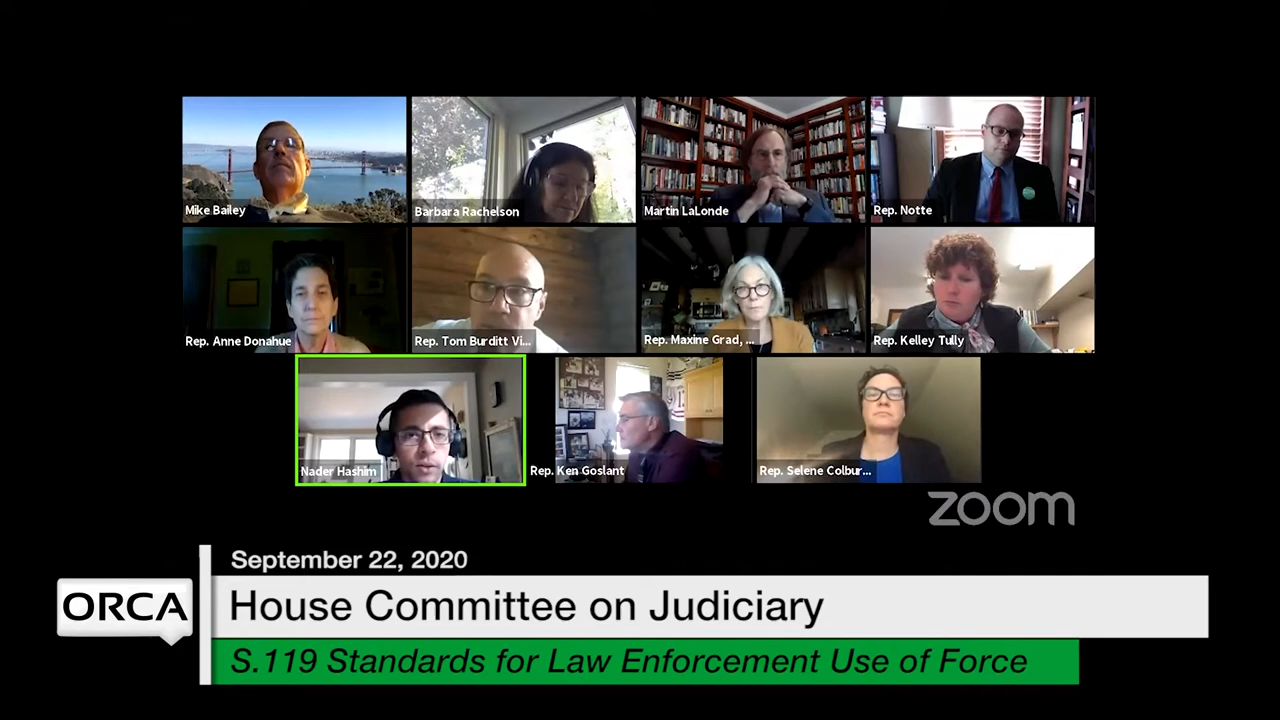 Mike Bailey
Barbara Rachelson
Martin LaLonde
Rep. Notte
Rep. Anne Donahue
Rep. Tom Burditt Vi...
Rep. Maxine Grad, ...
Rep. Kelley Tully
Nader Hashim
Rep. Ken Goslant
Rep. Selene Colbur...
zoom
September 22, 2020
ORCA
House Committee on Judiciary
S.119 Standards for Law Enforcement Use of Force